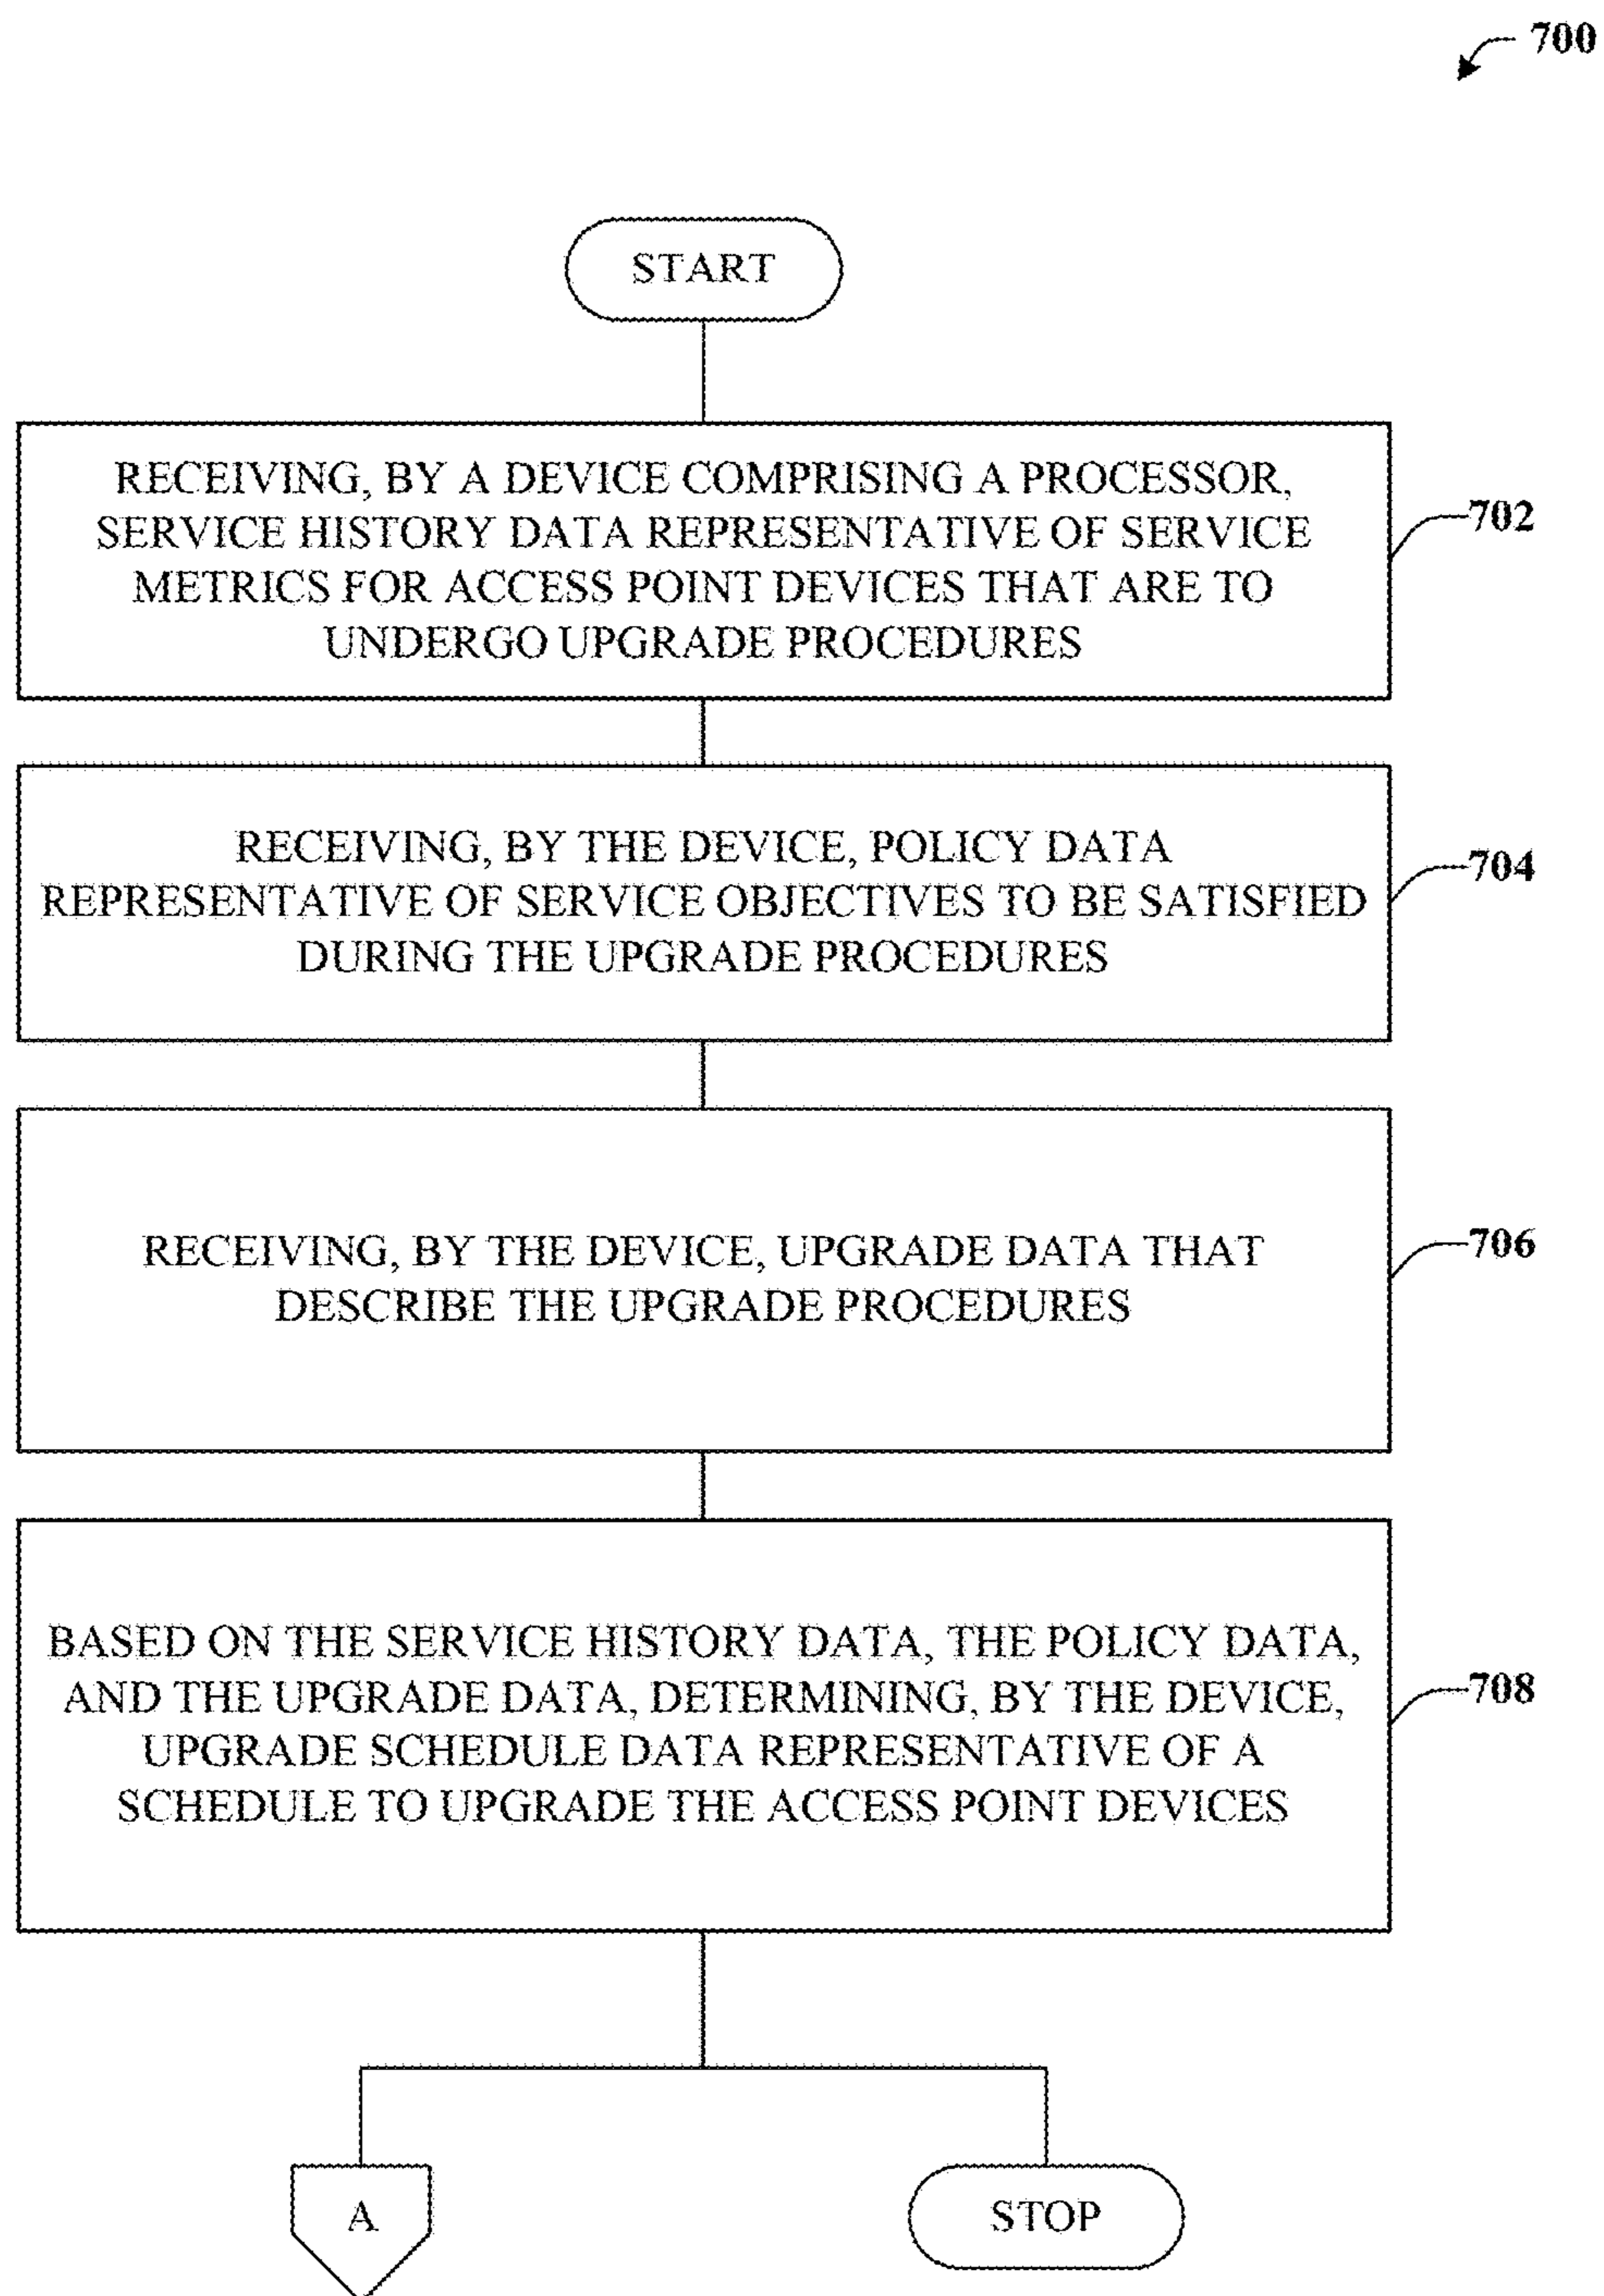 700
START
RECEIVING, BY A DEVICE COMPRISING A PROCESSOR,
SERVICE HISTORY DATA REPRESENTATIVE OF SERVICE
METRICS FOR ACCESS POINT DEVICES THAT ARE TO
UNDERGO UPGRADE PROCEDURES
702
RECEIVING, BY THE DEVICE, POLICY DATA
REPRESENTATIVE OF SERVICE OBJECTIVES TO BE SATISFIED
DURING THE UPGRADE PROCEDURES
704
RECEIVING, BY THE DEVICE, UPGRADE DATA THAT
DESCRIBE THE UPGRADE PROCEDURES
706
BASED ON THE SERVICE HISTORY DATA, THE POLICY DATA,
AND THE UPGRADE DATA, DETERMINING, BY THE DEVICE,
UPGRADE SCHEDULE DATA REPRESENTATIVE OF A
SCHEDULE TO UPGRADE THE ACCESS POINT DEVICES
708
A
STOP